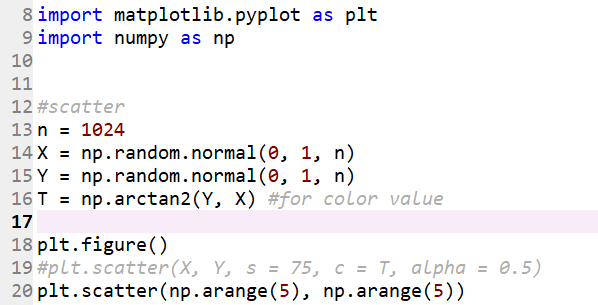 8 import matplotlib.pyplot as plt
9 import numpy as np
10
11
12 #scatter
13 n = 1024
14 X = np.random.normal(0, 1, n)
15 Y = np.random.normal(0, 1, n)
16 T = np.arctan2(Y, X) #for color value
17
18 plt.figure()
19 #plt.scatter(X, Y, s = 75, c = T, alpha = 0.5)
20 plt.scatter(np.arange(5), np.arange(5))